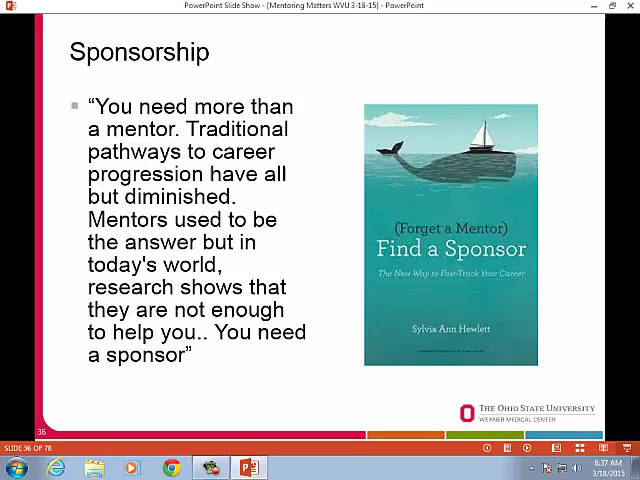 PowerPoint Slide Show - [Mentoring Matters WVU 3-18-15] - PowerPoint
Sponsorship
“You need more than
a mentor. Traditional
pathways to career
progression have all
but diminished.
Mentors used to be
the answer but in
today's world,
research shows that
they are not enough
to help you.. You need
a sponsor”
(Forget a Mentor)
Find a Sponsor
The New Way to Fast-Track Your Career
Sylvia Ann Hewlett
THE OHIO STATE UNIVERSITY
WEXNER MEDICAL CENTER
36
SLIDE 36 OF 78
8:37 AM
3/18/2015